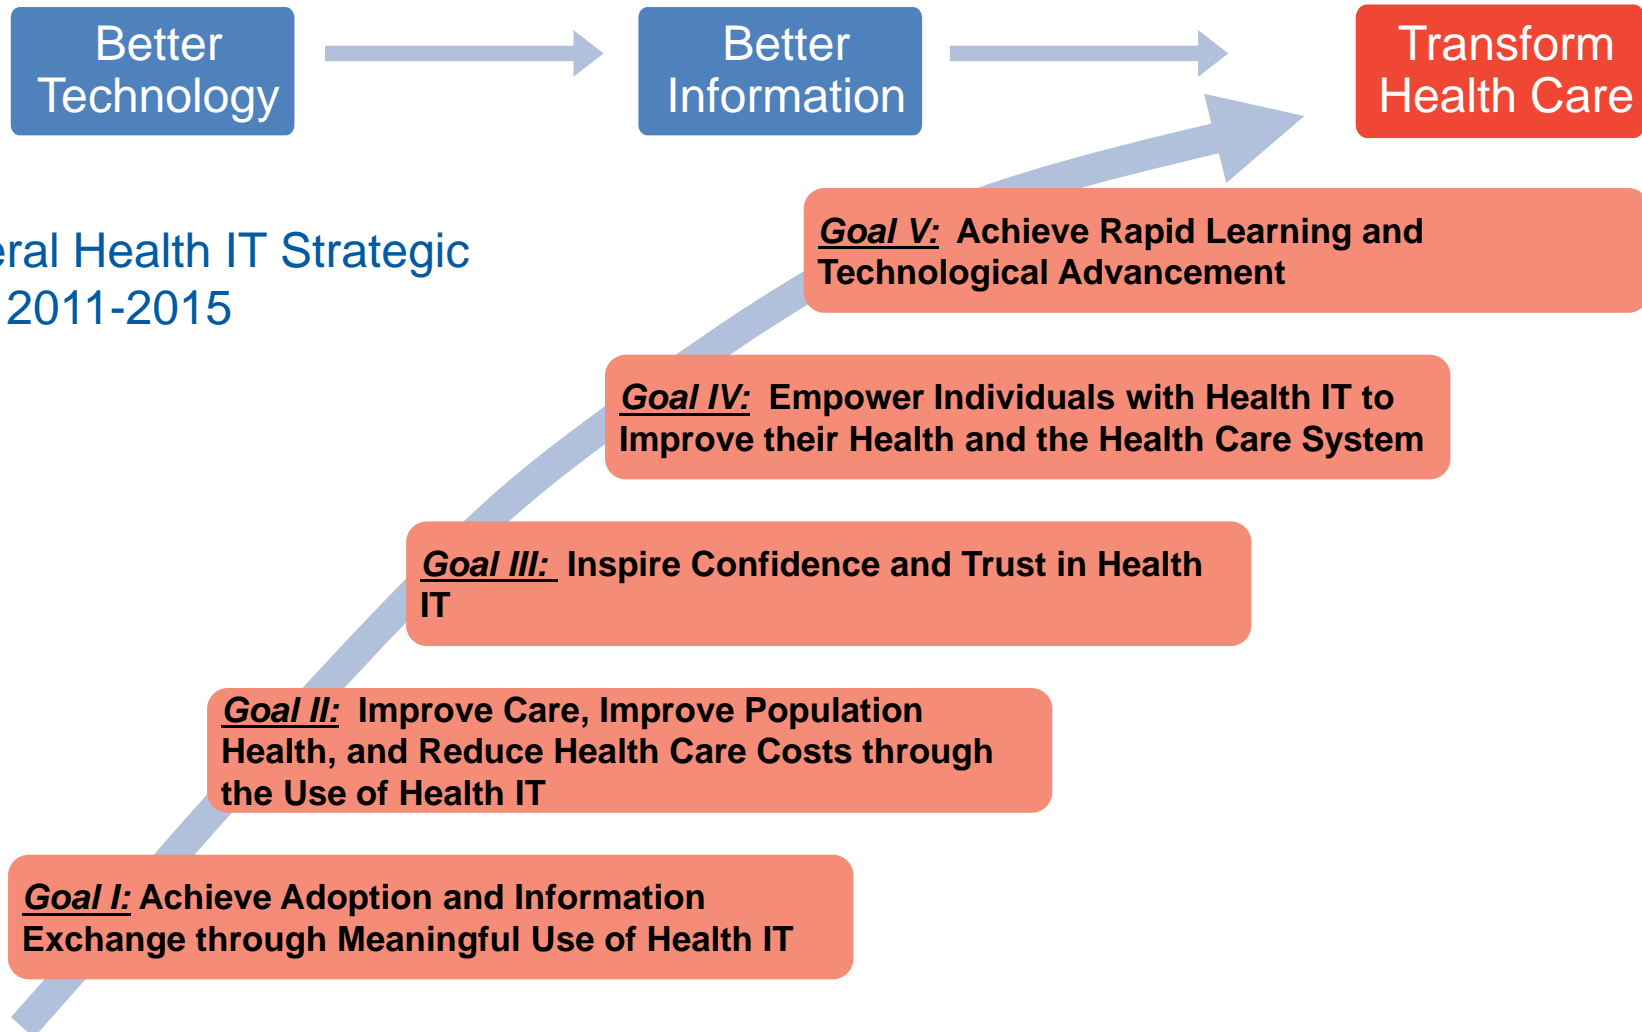 Better
Technology
Better
Information
Transform
Health Care
eral Health IT Strategic
2011-2015
Goal V: Achieve Rapid Learning and
Technological Advancement
Goal IV: Empower Individuals with Health IT to
Improve their Health and the Health Care System
Goal III: Inspire Confidence and Trust in Health
IT
Goal II: Improve Care, Improve Population
Health, and Reduce Health Care Costs through
the Use of Health IT
Goal I: Achieve Adoption and Information
Exchange through Meaningful Use of Health IT